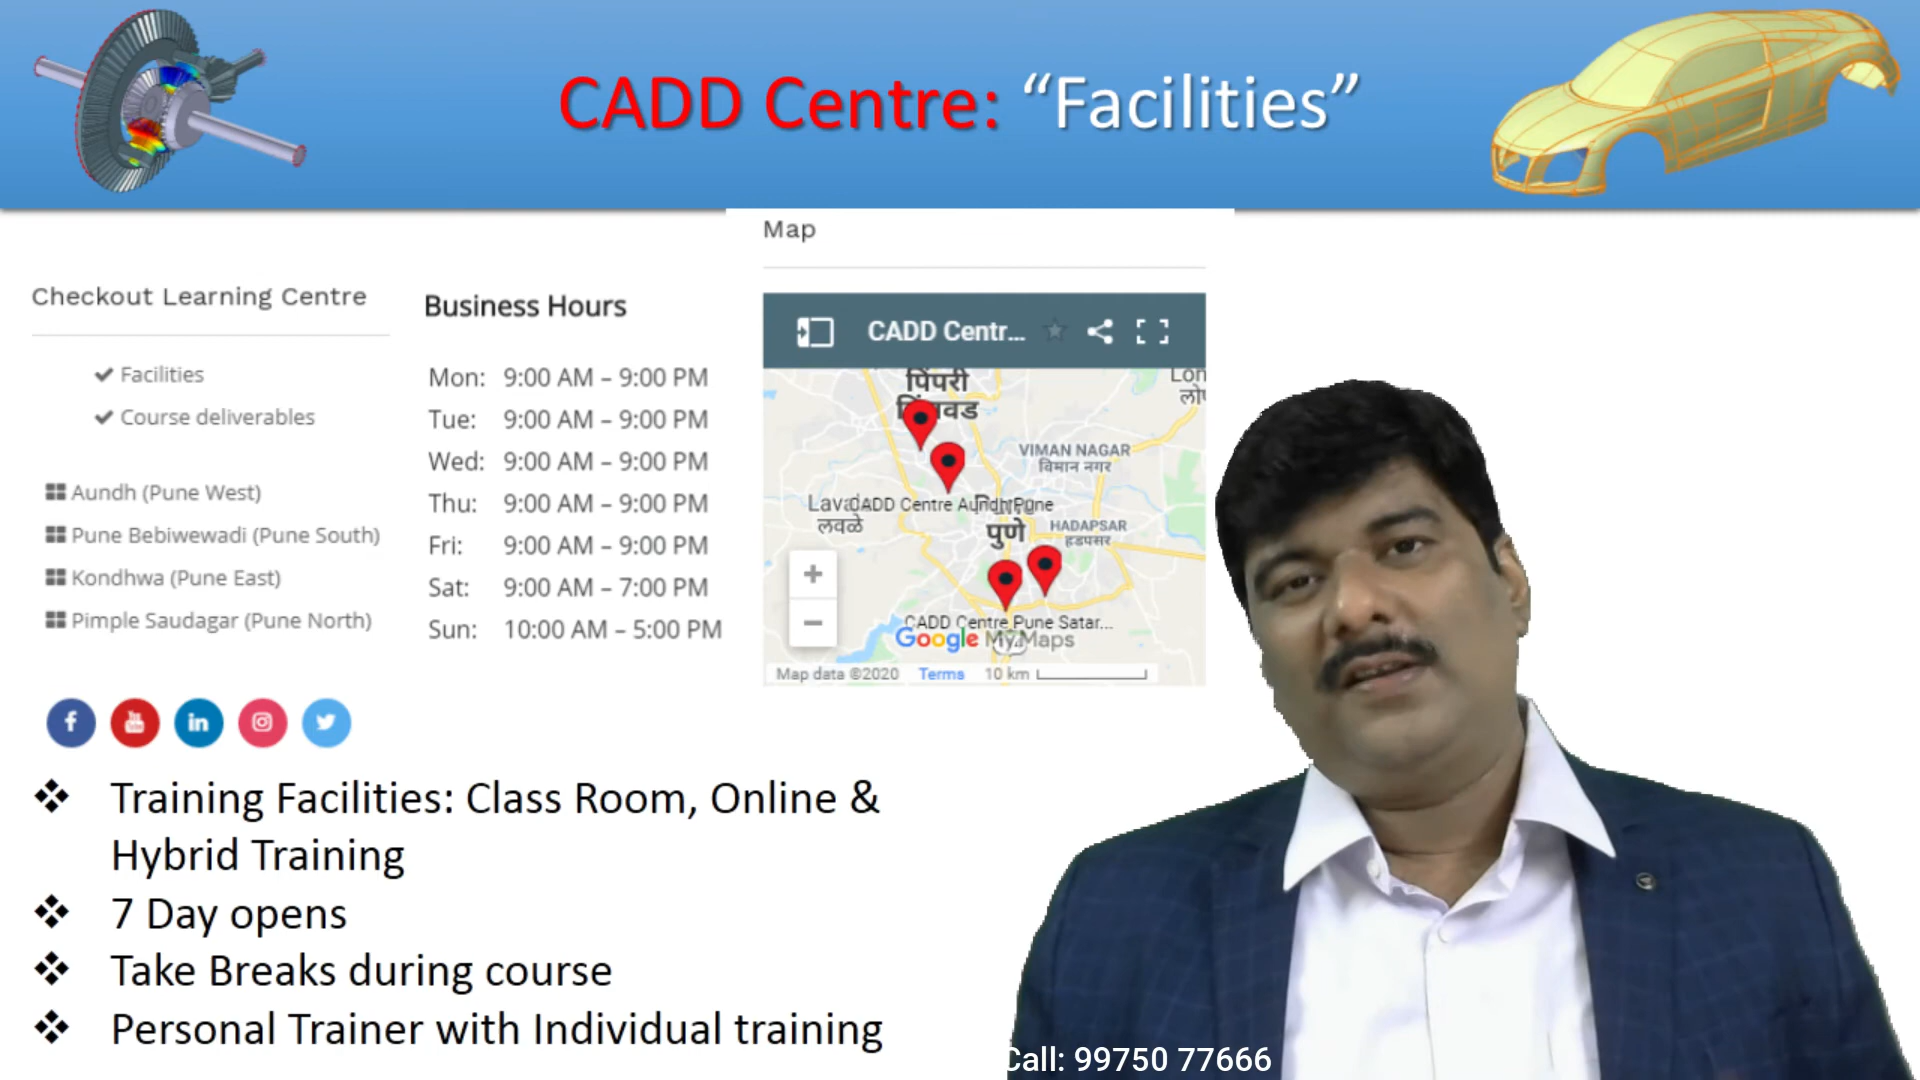 CADD Centre: “Facilities”
Checkout Learning Centre
Facilities
Course deliverables
Aundh (Pune West)
Pune Bebiwewadi (Pune South)
Kondhwa (Pune East)
Pimple Saudagar (Pune North)
Business Hours
Mon: 9:00 AM – 9:00 PM
Tue: 9:00 AM – 9:00 PM
Wed: 9:00 AM – 9:00 PM
Thu: 9:00 AM – 9:00 PM
Fri: 9:00 AM – 9:00 PM
Sat: 9:00 AM – 7:00 PM
Sun: 10:00 AM – 5:00 PM
Map
CADD Centr...
पिंपरी
VIMAN NAGAR
विमान नगर
CADD Centre Aundh Pune
लवळे
पुणे
HADAPSAR
हडपसर
CADD Centre Pune Satar...
Google My Maps
Map data ©2020 Terms 10 km
Training Facilities: Class Room, Online &
Hybrid Training
7 Day opens
Take Breaks during course
Personal Trainer with Individual training
Call: 99750 77666